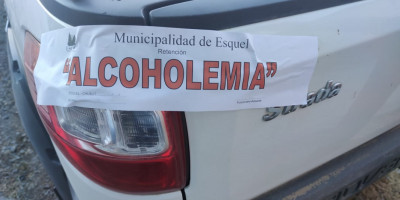 Municipalidad de Esquel
Retención
"ALCOHOLEMIA"
Strada